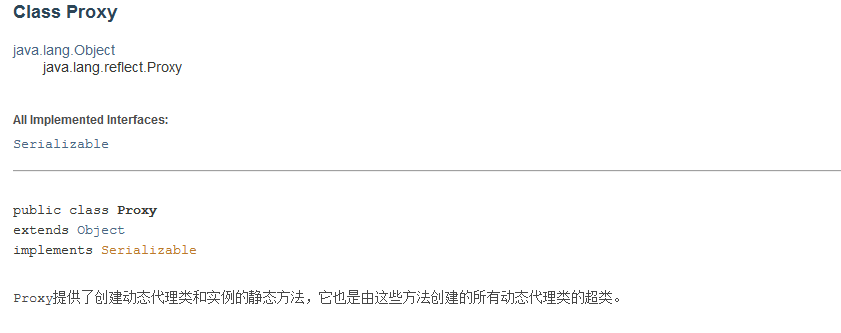 Class Proxy
java.lang.Object
java.lang.reflect.Proxy
All Implemented Interfaces:
Serializable
public class Proxy
extends Object
implements Serializable
Proxy提供了创建动态代理类和实例的静态方法，它也是由这些方法创建的所有动态代理类的超类。